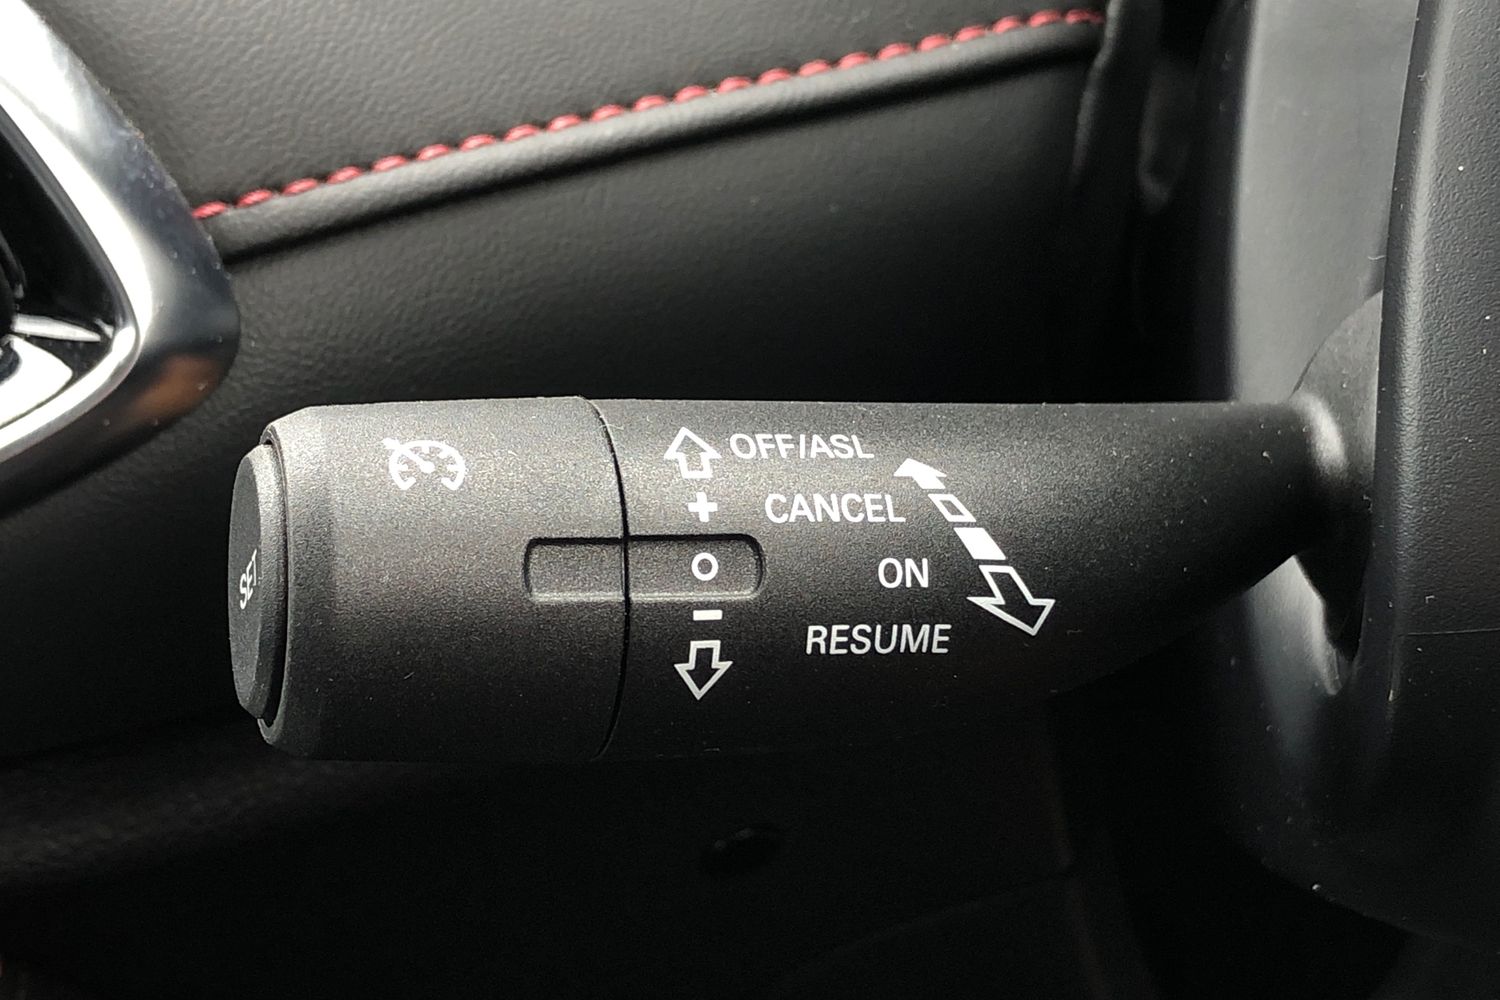 OFF/ASL
+
CANCEL
O
ON
−
RESUME
SET